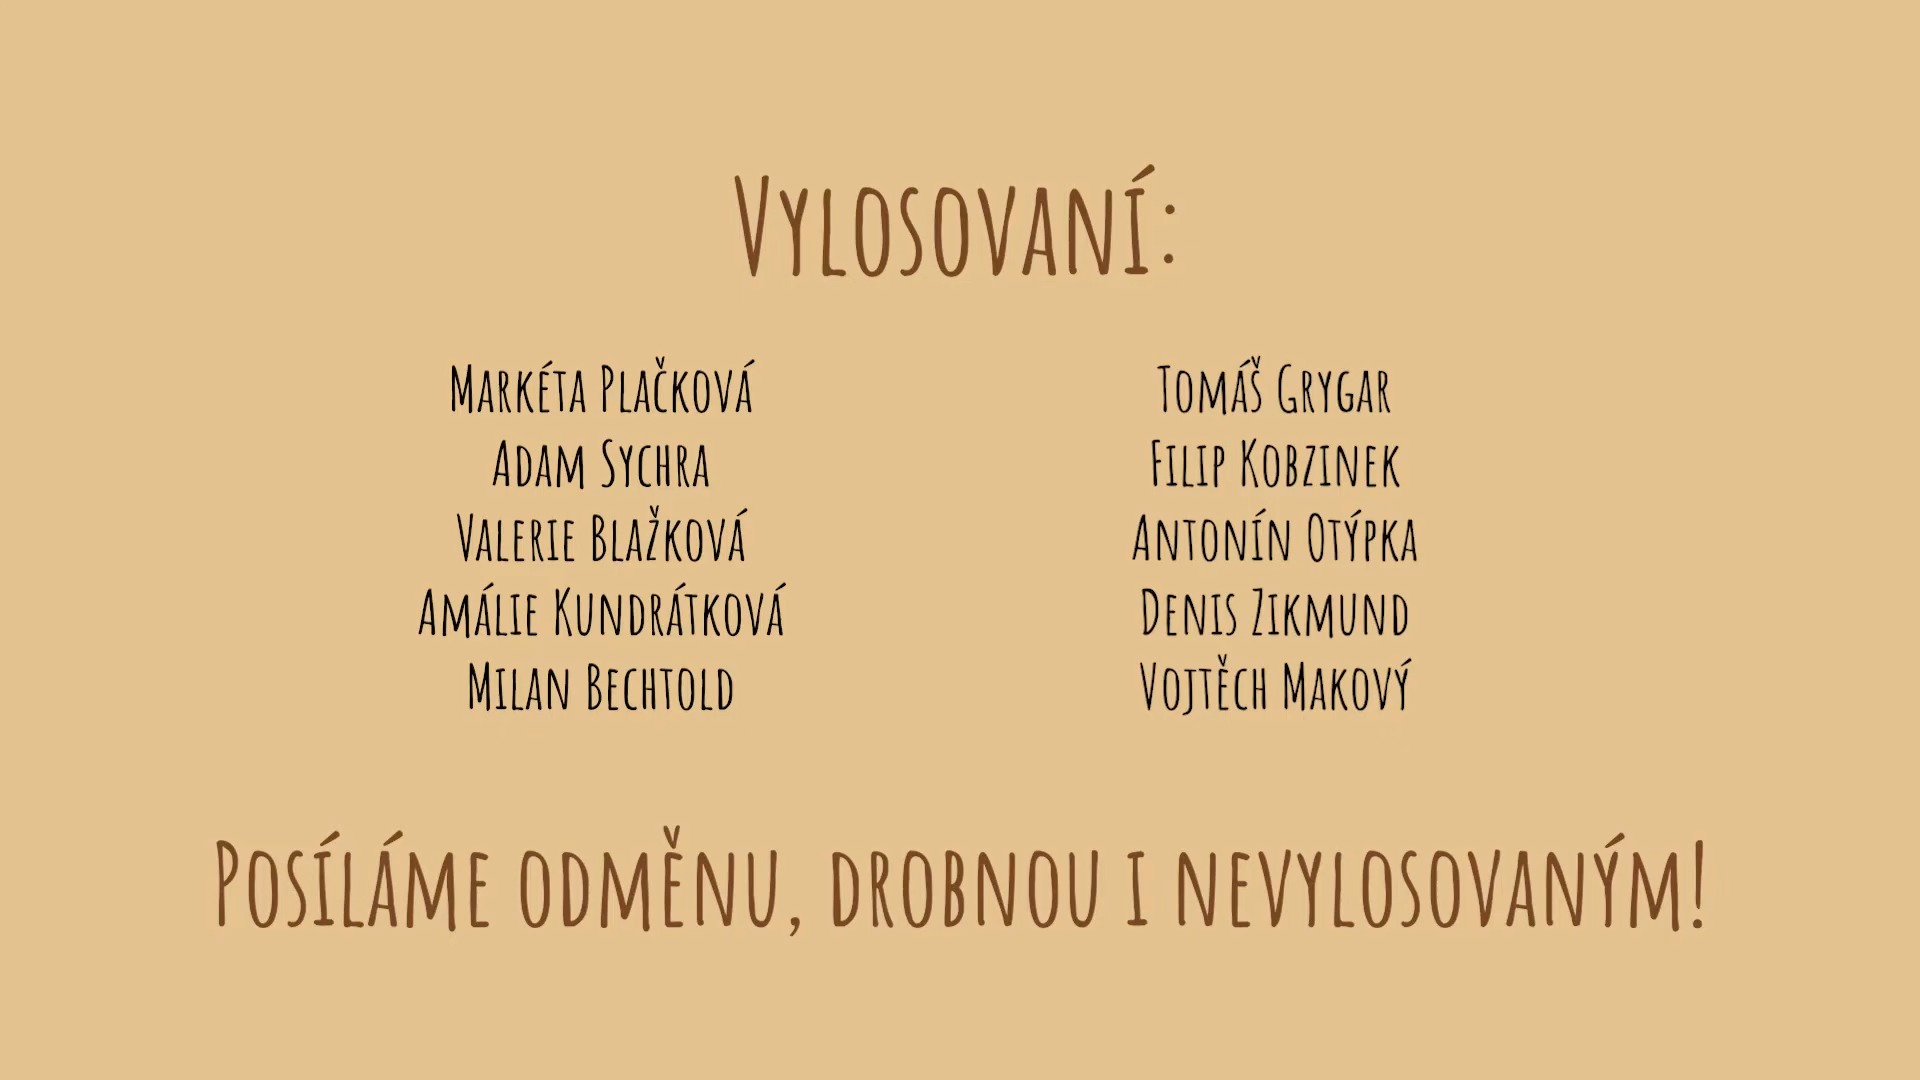 Vylosovaní:
Markéta Plačková
Adam Sychra
Valerie Blažková
Amálie Kundrátková
Milan Bechtold
Tomáš Grygar
Filip Kobzinek
Antonín Otýpka
Denis Zikmund
Vojtěch Makový
Posíláme odměnu, drobnou i nevylosovaným!